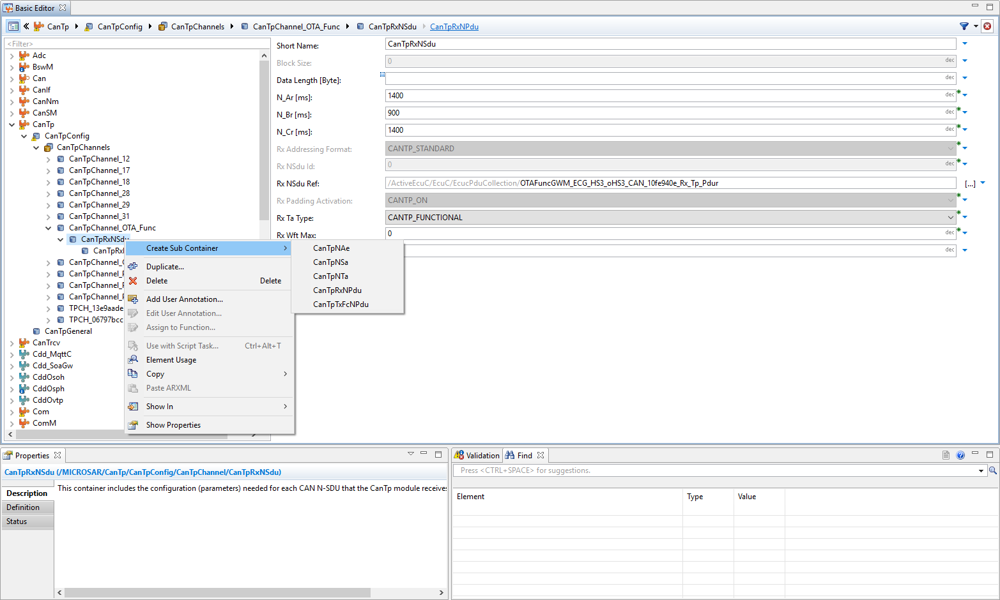 Basic Editor
CanTp CanTpConfig CanTpChannels CanTpChannel_OTA_Func CanTpRxNSdu CanTpRxNPdu
<Filter>
Adc
BswM
Can
CanIf
CanNm
CanSM
CanTp
CanTpConfig
CanTpChannels
CanTpChannel_12
CanTpChannel_17
CanTpChannel_18
CanTpChannel_28
CanTpChannel_29
CanTpChannel_31
CanTpChannel_OTA_Func
CanTpRxNSdu
CanTpRx
CanTpChannel_
CanTpChannel_
CanTpChannel_
CanTpChannel_
TPCH_13e9aade
TPCH_06797bcc
CanTpGeneral
CanTrcv
Cdd_MqttC
Cdd_SoaGw
CddOsoh
CddOsph
CddOvtp
Com
ComM
Short Name: CanTpRxNSdu
Block Size: 0 dec
Data Length [Byte]: dec
N_Ar [ms]: 1400 dec
N_Br [ms]: 900 dec
N_Cr [ms]: 1400 dec
Rx Addressing Format: CANTP_STANDARD
Rx NSdu Id: 0 dec
Rx NSdu Ref: /ActiveEcuC/EcuC/EcucPduCollection/OTAFuncGWM_ECG_HS3_oHS3_CAN_10fe940e_Rx_Tp_Pdur [...]
Rx Padding Activation: CANTP_ON
Rx Ta Type: CANTP_FUNCTIONAL
Rx Wft Max: 0 dec
dec
Create Sub Container
Duplicate...
Delete Delete
Add User Annotation...
Edit User Annotation...
Assign to Function...
Use with Script Task... Ctrl+Alt+T
Element Usage
Copy
Paste ARXML
Show In
Show Properties
CanTpNAe
CanTpNSa
CanTpNTa
CanTpRxNPdu
CanTpTxFcNPdu
Properties
CanTpRxNSdu (/MICROSAR/CanTp/CanTpConfig/CanTpChannel/CanTpRxNSdu)
Description
Definition
Status
This container includes the configuration (parameters) needed for each CAN N-SDU that the CanTp module receives
Validation Find
Press <CTRL+SPACE> for suggestions.
Element Type Value